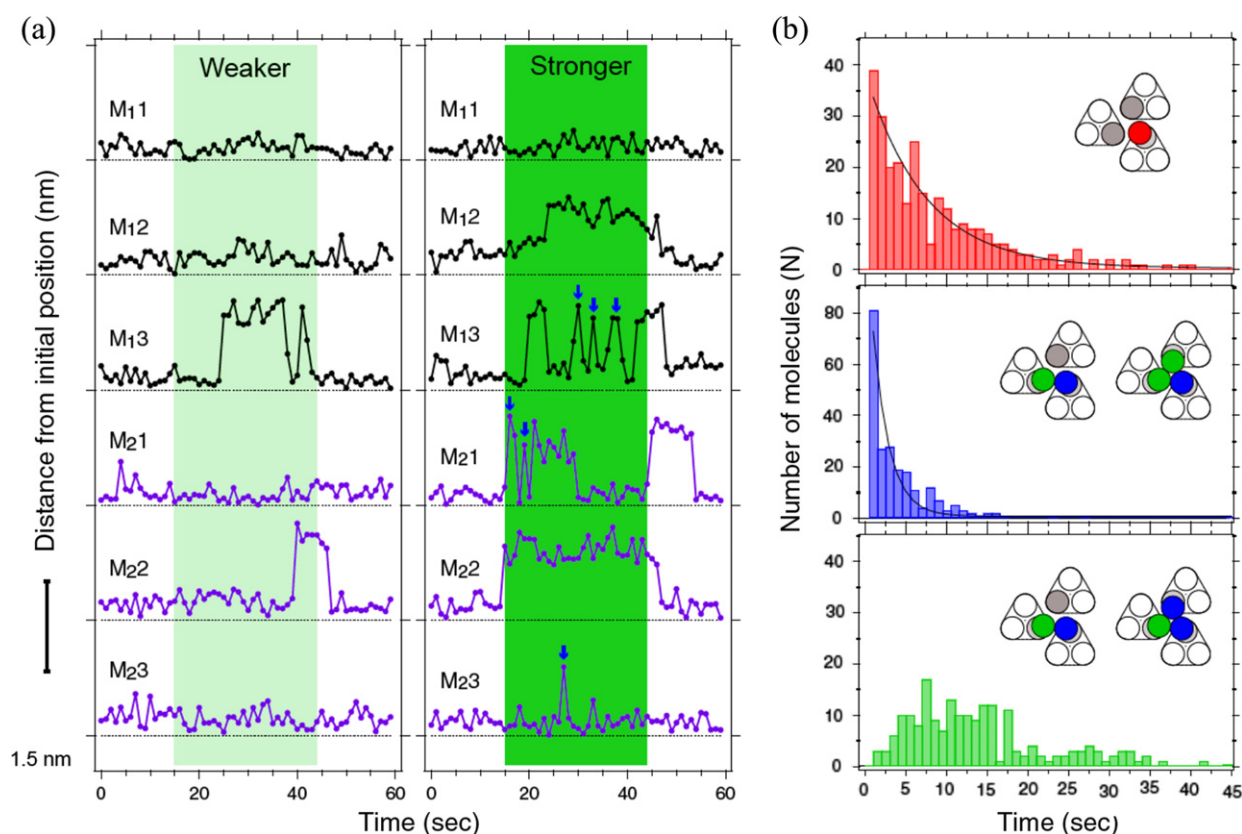 (a)
Weaker
Stronger
(b)
Distance from initial position (nm)
1.5 nm
M11
M12
M13
M21
M22
M23
0
20
40
60
M11
M12
M13
M21
M22
M23
0
20
40
60
Time (sec)
Number of molecules (N)
40
30
20
10
0
80
60
40
20
0
40
30
20
10
0
0
5
10
15
20
25
30
35
40
45
Time (sec)